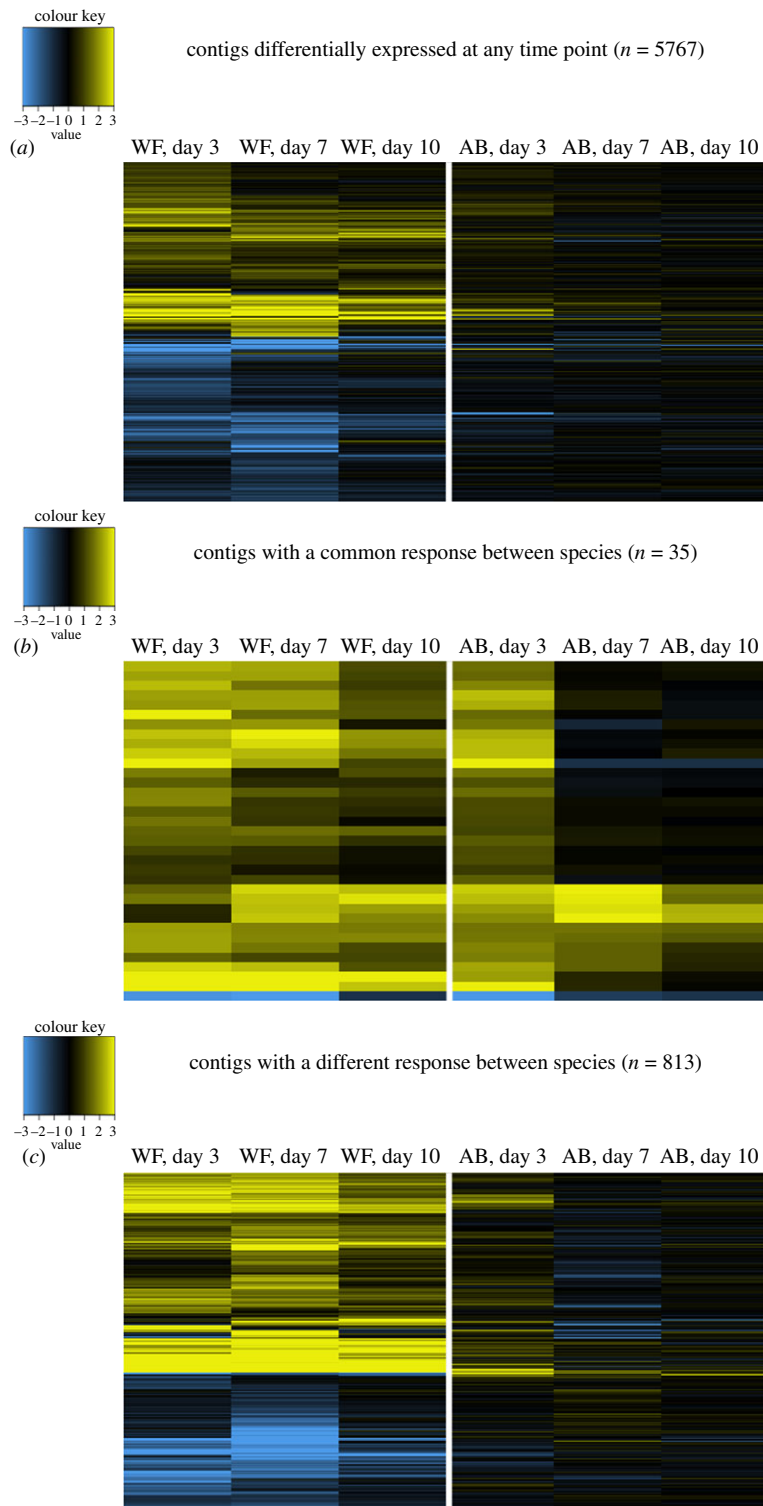 colour key
contigs differentially expressed at any time point (n = 5767)
−3 −2 −1 0 1 2 3
value
(a)
WF, day 3 WF, day 7 WF, day 10 AB, day 3 AB, day 7 AB, day 10
colour key
contigs with a common response between species (n = 35)
−3 −2 −1 0 1 2 3
value
(b)
WF, day 3 WF, day 7 WF, day 10 AB, day 3 AB, day 7 AB, day 10
colour key
contigs with a different response between species (n = 813)
−3 −2 −1 0 1 2 3
value
(c)
WF, day 3 WF, day 7 WF, day 10 AB, day 3 AB, day 7 AB, day 10